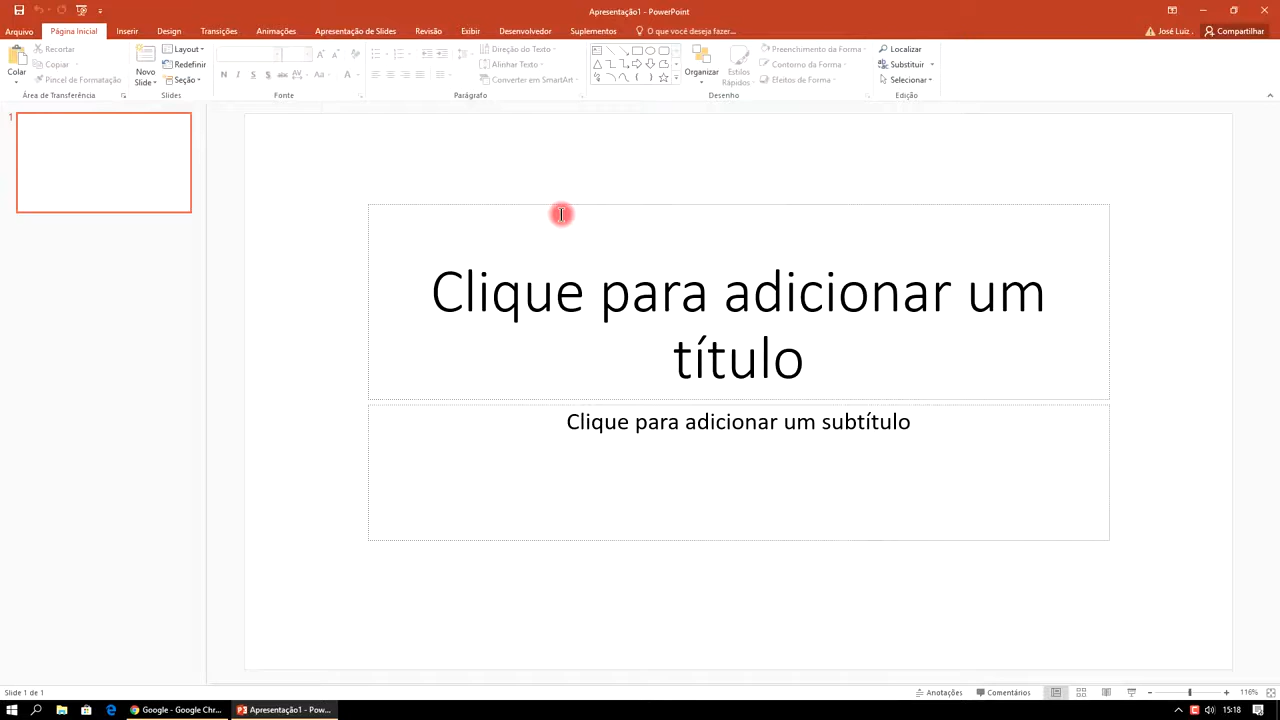 Apresentação1 - PowerPoint
Arquivo Página Inicial Inserir Design Transições Animações Apresentação de Slides Revisão Exibir Desenvolvedor Suplementos O que você deseja fazer... José Luiz . Compartilhar
Colar
Recortar
Copiar
Pincel de Formatação
Área de Transferência
Novo
Slide
Layout
Redefinir
Seção
Slides
N I S S abc AV Aa A
Fonte
Direção do Texto
Alinhar Texto
Converter em SmartArt
Parágrafo
Organizar
Estilos
Rápidos
Preenchimento da Forma
Contorno da Forma
Efeitos de Forma
Desenho
Localizar
Substituir
Selecionar
Edição
1
Clique para adicionar um
título
Clique para adicionar um subtítulo
Slide 1 de 1
Anotações Comentários 116%
Google - Google Chr... Apresentação1 - Pow... 15:18